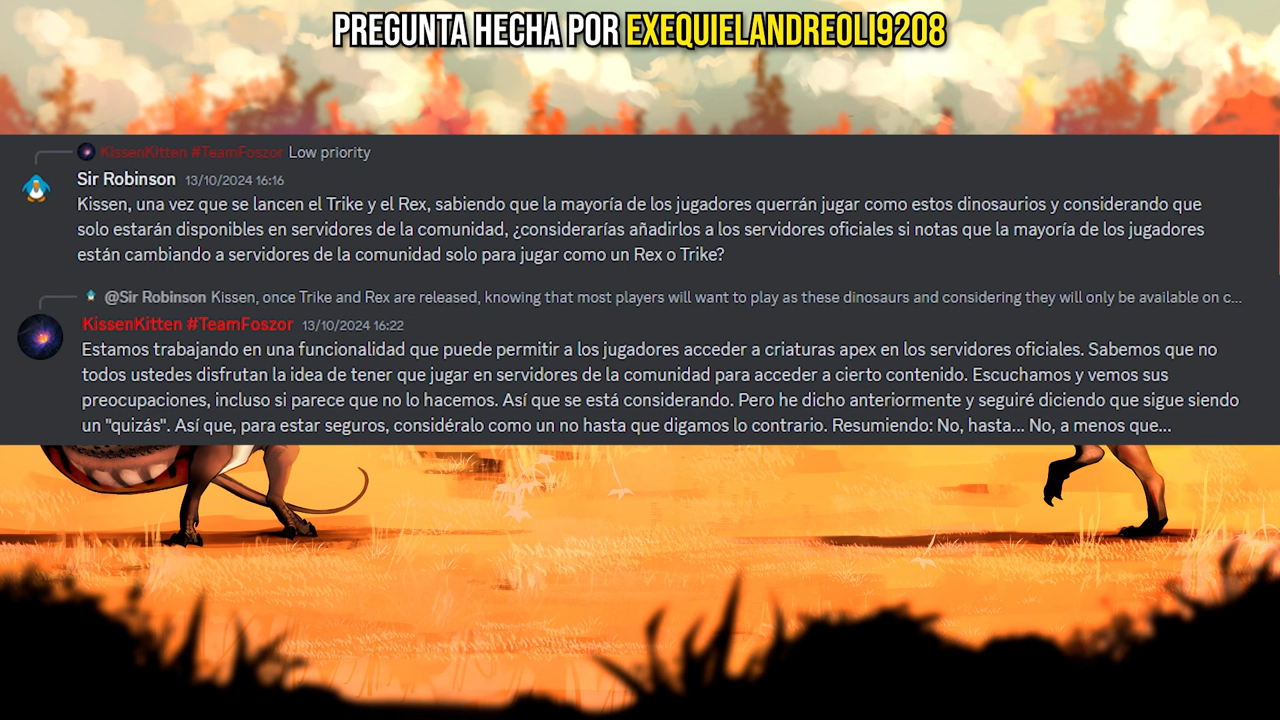 PREGUNTA HECHA POR EXEQUIELANDREOLI9208
KissenKitten #TeamFoszor Low priority
Sir Robinson 13/10/2024 16:16
Kissen, una vez que se lancen el Trike y el Rex, sabiendo que la mayoría de los jugadores querrán jugar como estos dinosaurios y considerando que
solo estarán disponibles en servidores de la comunidad, ¿considerarías añadirlos a los servidores oficiales si notas que la mayoría de los jugadores
están cambiando a servidores de la comunidad solo para jugar como un Rex o Trike?
@Sir Robinson Kissen, once Trike and Rex are released, knowing that most players will want to play as these dinosaurs and considering they will only be available on c...
KissenKitten #TeamFoszor 13/10/2024 16:22
Estamos trabajando en una funcionalidad que puede permitir a los jugadores acceder a criaturas apex en los servidores oficiales. Sabemos que no
todos ustedes disfrutan la idea de tener que jugar en servidores de la comunidad para acceder a cierto contenido. Escuchamos y vemos sus
preocupaciones, incluso si parece que no lo hacemos. Así que se está considerando. Pero he dicho anteriormente y seguiré diciendo que sigue siendo
un "quizás". Así que, para estar seguros, considéralo como un no hasta que digamos lo contrario. Resumiendo: No, hasta... No, a menos que...